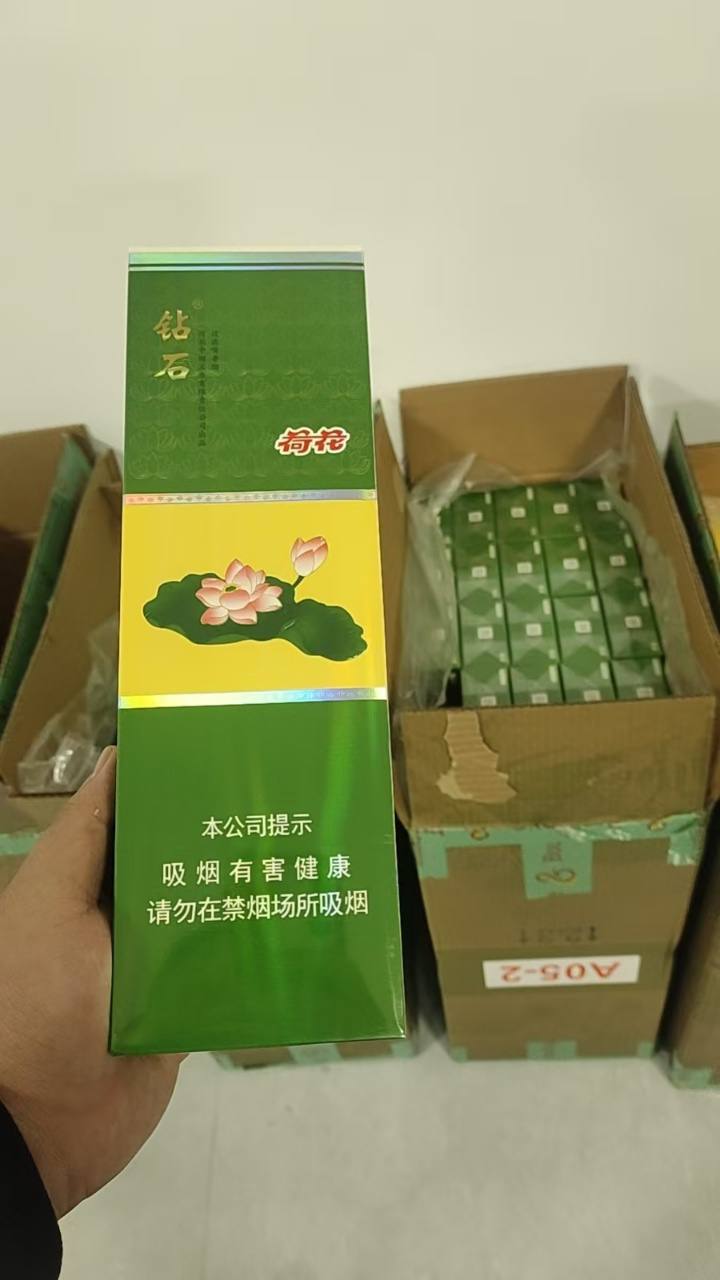 钻石
荷花
本公司提示
吸烟有害健康
请勿在禁烟场所吸烟
A05-2